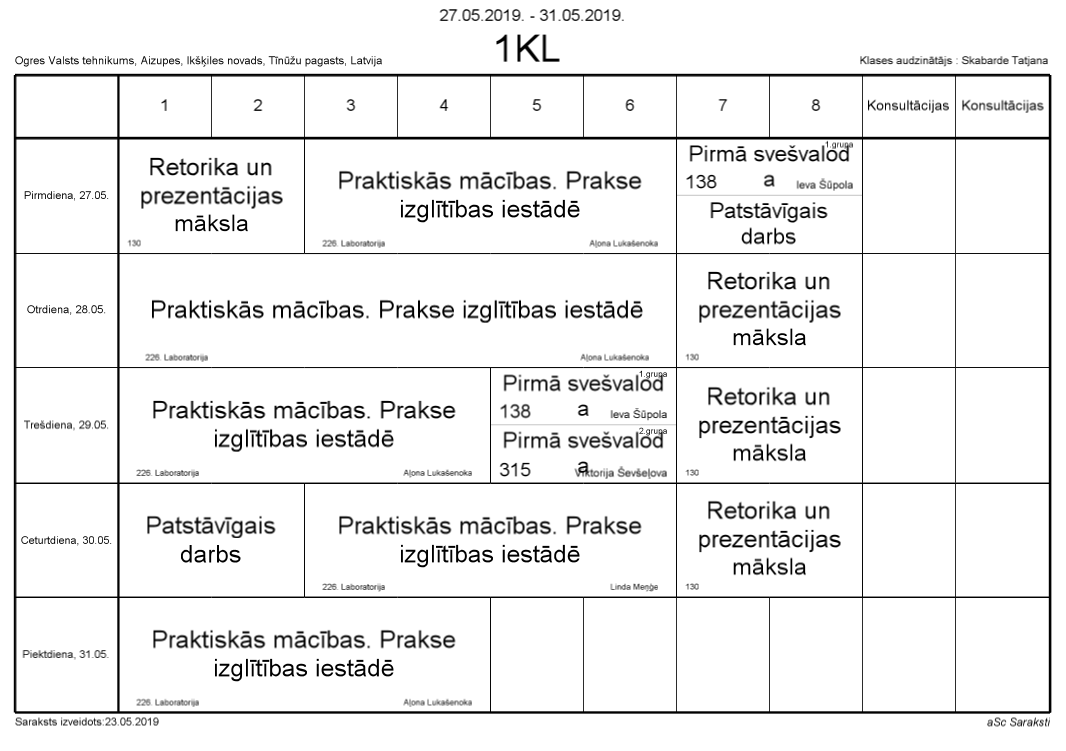 27.05.2019. - 31.05.2019.
1KL
Ogres Valsts tehnikums, Aizupes, Ikšķiles novads, Tīnūžu pagasts, Latvija
Klases audzinātājs : Skabarde Tatjana
1 2 3 4 5 6 7 8 Konsultācijas Konsultācijas
Pirmdiena, 27.05.
Retorika un
prezentācijas
māksla
130
Praktiskās mācības. Prakse
izglītības iestādē
226. Laboratorija
Aļona Lukašenoka
1.grupa
Pirmā svešvalod
138 a Ieva Šūpola
Patstāvīgais
darbs
Otrdiena, 28.05.
Praktiskās mācības. Prakse izglītības iestādē
226. Laboratorija
Aļona Lukašenoka
Retorika un
prezentācijas
māksla
130
Trešdiena, 29.05.
Praktiskās mācības. Prakse
izglītības iestādē
226. Laboratorija
Aļona Lukašenoka
1.grupa
Pirmā svešvalod
138 a Ieva Šūpola
2.grupa
Pirmā svešvalod
315 a Viktorija Ševšeļova
Retorika un
prezentācijas
māksla
130
Ceturtdiena, 30.05.
Patstāvīgais
darbs
Praktiskās mācības. Prakse
izglītības iestādē
226. Laboratorija
Linda Meņģe
Retorika un
prezentācijas
māksla
130
Piektdiena, 31.05.
Praktiskās mācības. Prakse
izglītības iestādē
226. Laboratorija
Aļona Lukašenoka
Saraksts izveidots:23.05.2019
aSc Saraksti